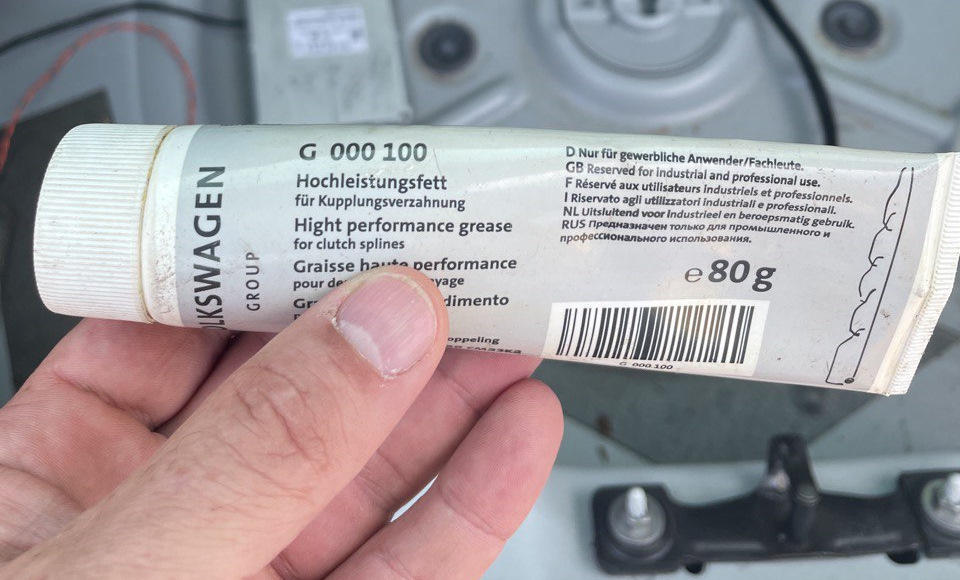 VOLKSWAGEN
GROUP
G 000 100
Hochleistungsfett
für Kupplungsverzahnung
Hight performance grease
for clutch splines
Graisse haute performance
pour
D Nur für gewerbliche Anwender/Fachleute.
GB Reserved for industrial and professional use.
F Réservé aux utilisateurs industriels et professionnels.
I Riservato agli utilizzatori industriali e professionali.
NL Uitsluitend voor Industrieel en beroepsmatig gebruik.
RUS Предназначен только для промышленного и
профессионального использования.
e 80 g
G 000 100